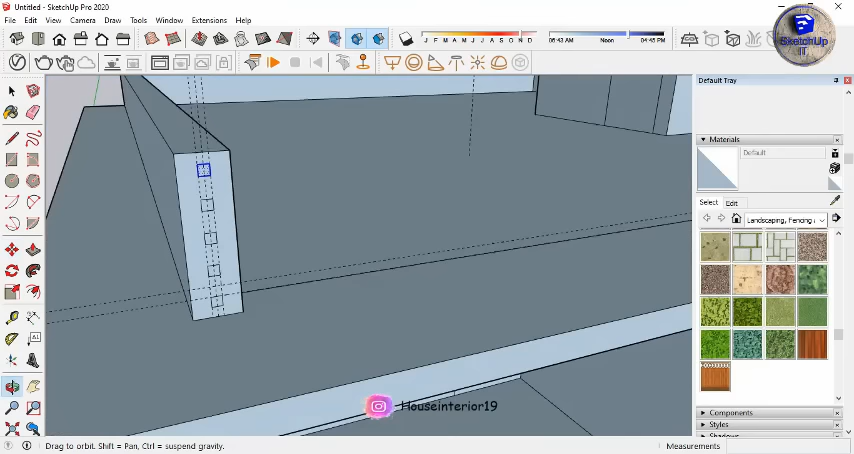 Untitled - SketchUp Pro 2020
File Edit View Camera Draw Tools Window Extensions Help
J F M A M J J A S O N D
06:43 AM Noon 04:45 PM
SketchUp
IT
Default Tray
Materials
Default
Select Edit
Landscaping, Fencing a
Components
Styles
Shadows
Houseinterior19
Drag to orbit. Shift = Pan, Ctrl = suspend gravity.
Measurements